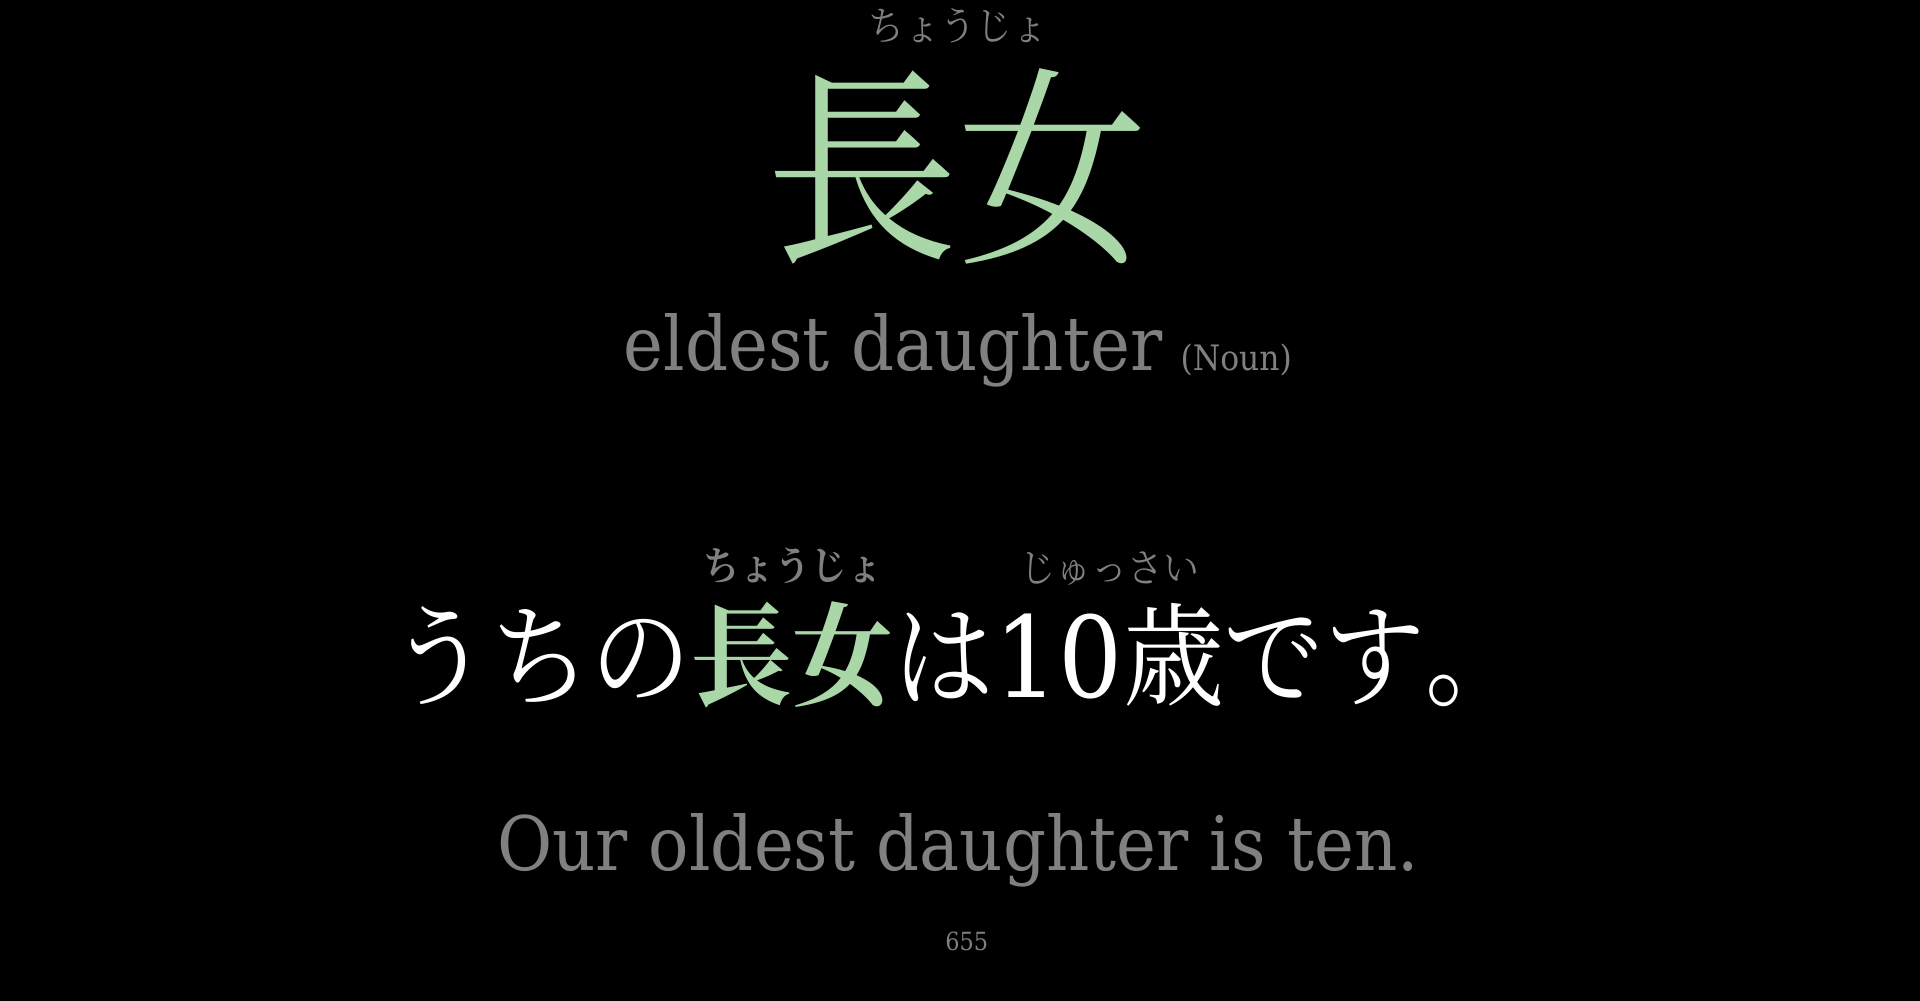 ちょうじょ
長女
eldest daughter (Noun)
ちょうじょ じゅっさい
うちの長女は10歳です。
Our oldest daughter is ten.
655